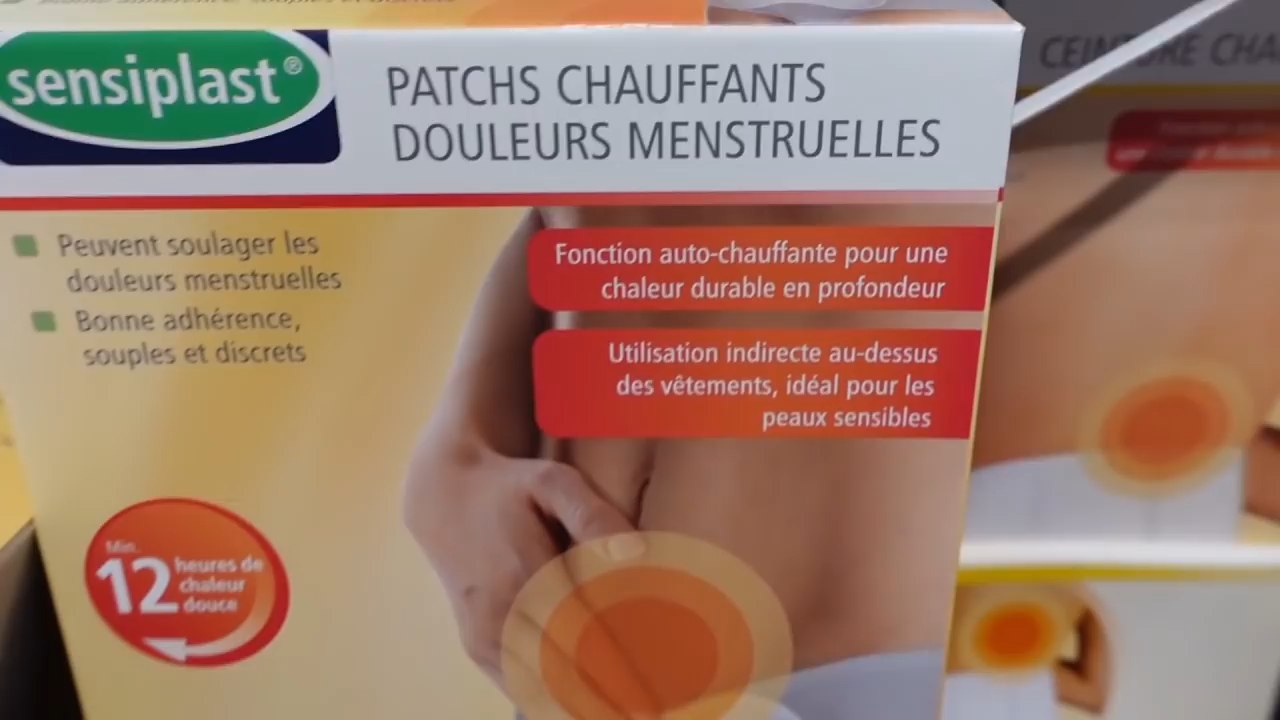 sensiplast®
PATCHS CHAUFFANTS
DOULEURS MENSTRUELLES
Peuvent soulager les
douleurs menstruelles
Bonne adhérence,
souples et discrets
Fonction auto-chauffante pour une
chaleur durable en profondeur
Utilisation indirecte au-dessus
des vêtements, idéal pour les
peaux sensibles
Min.
12 heures de
chaleur
douce
CEINTURE